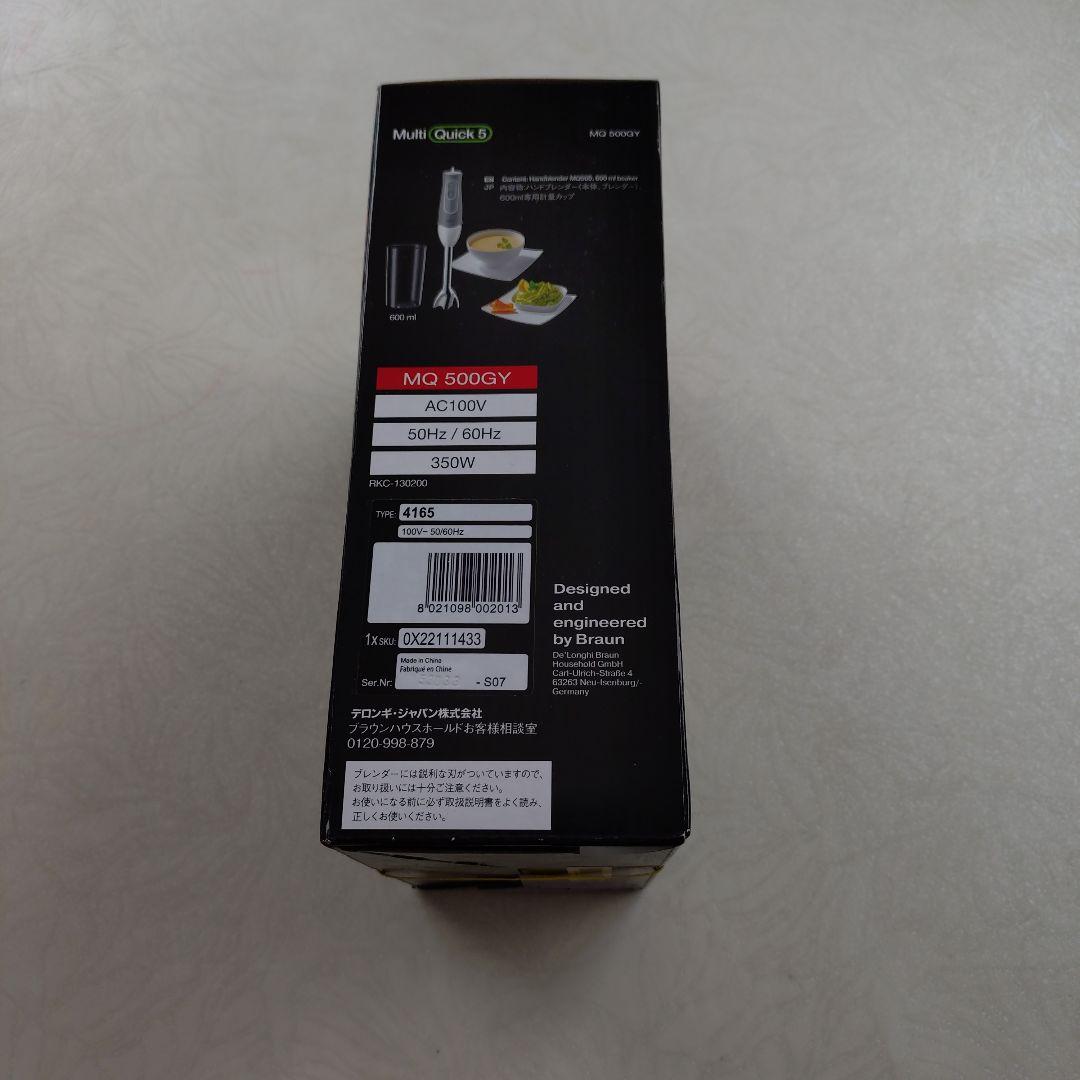 Multi Quick 5
MQ 500GY
EN Content: Handblender MQ500, 600 ml beaker
JP 内容物:ハンドブレンダー(本体、ブレンダー)、
600ml専用計量カップ
600 ml
MQ 500GY
AC100V
50Hz / 60Hz
350W
RKC-130200
TYPE: 4165
100V~ 50/60Hz
8 021098 002013
1x SKU: 0X22111433
Made in China
Fabriqué en Chine
Ser.Nr: - S07
Designed
and
engineered
by Braun
De'Longhi Braun
Household GmbH
Carl-Ulrich-Straße 4
63263 Neu-Isenburg/-
Germany
テロンギ・ジャパン株式会社
ブラウンハウスホールドお客様相談室
0120-998-879
ブレンダーには鋭利な刃がついていますので、
お取り扱いには十分ご注意ください。
お使いになる前に必ず取扱説明書をよく読み、
正しくお使いください。